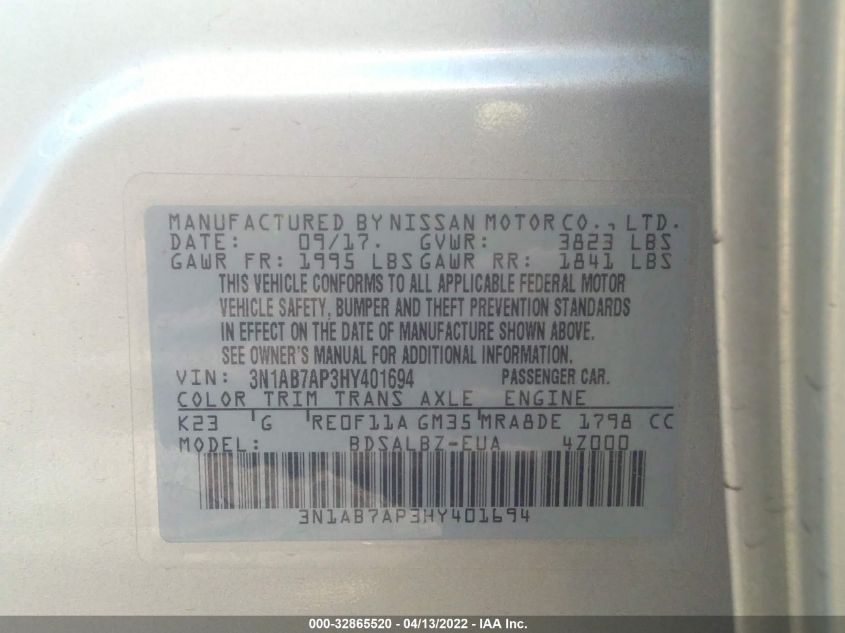 MANUFACTURED BY NISSAN MOTOR CO., LTD.
DATE: 09/17. GVWR: 3823 LBS
GAWR FR: 1995 LBS GAWR RR: 1841 LBS
THIS VEHICLE CONFORMS TO ALL APPLICABLE FEDERAL MOTOR
VEHICLE SAFETY, BUMPER AND THEFT PREVENTION STANDARDS
IN EFFECT ON THE DATE OF MANUFACTURE SHOWN ABOVE.
SEE OWNER'S MANUAL FOR ADDITIONAL INFORMATION.
VIN: 3N1AB7AP3HY401694 PASSENGER CAR.
COLOR TRIM TRANS AXLE ENGINE
K23 G RE0F11A GM35 MRA8DE 1798 CC
MODEL: BDSALBZ-EUA 4Z000
3N1AB7AP3HY401694
000-32865520 - 04/13/2022 - IAA Inc.